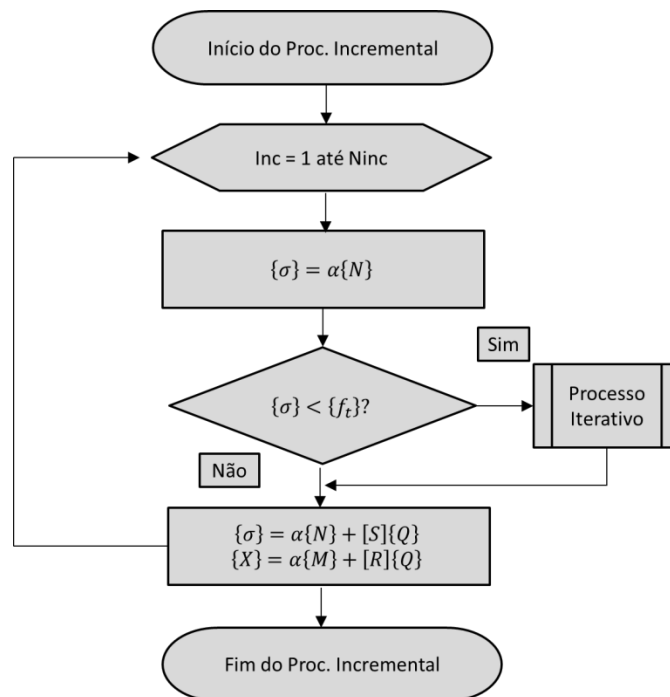 Início do Proc. Incremental
Inc = 1 até Ninc
{σ} = α{N}
Sim
{σ} < {f_t}?
Processo
Iterativo
Não
{σ} = α{N} + [S]{Q}
{X} = α{M} + [R]{Q}
Fim do Proc. Incremental